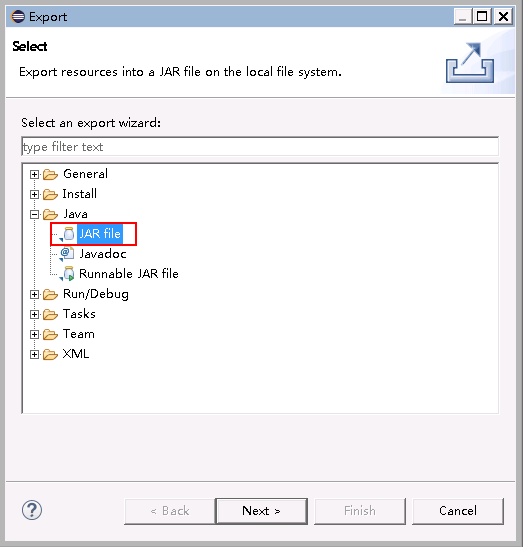 Export
Select
Export resources into a JAR file on the local file system.
Select an export wizard:
type filter text
General
Install
Java
JAR file
Javadoc
Runnable JAR file
Run/Debug
Tasks
Team
XML
? < Back Next > Finish Cancel